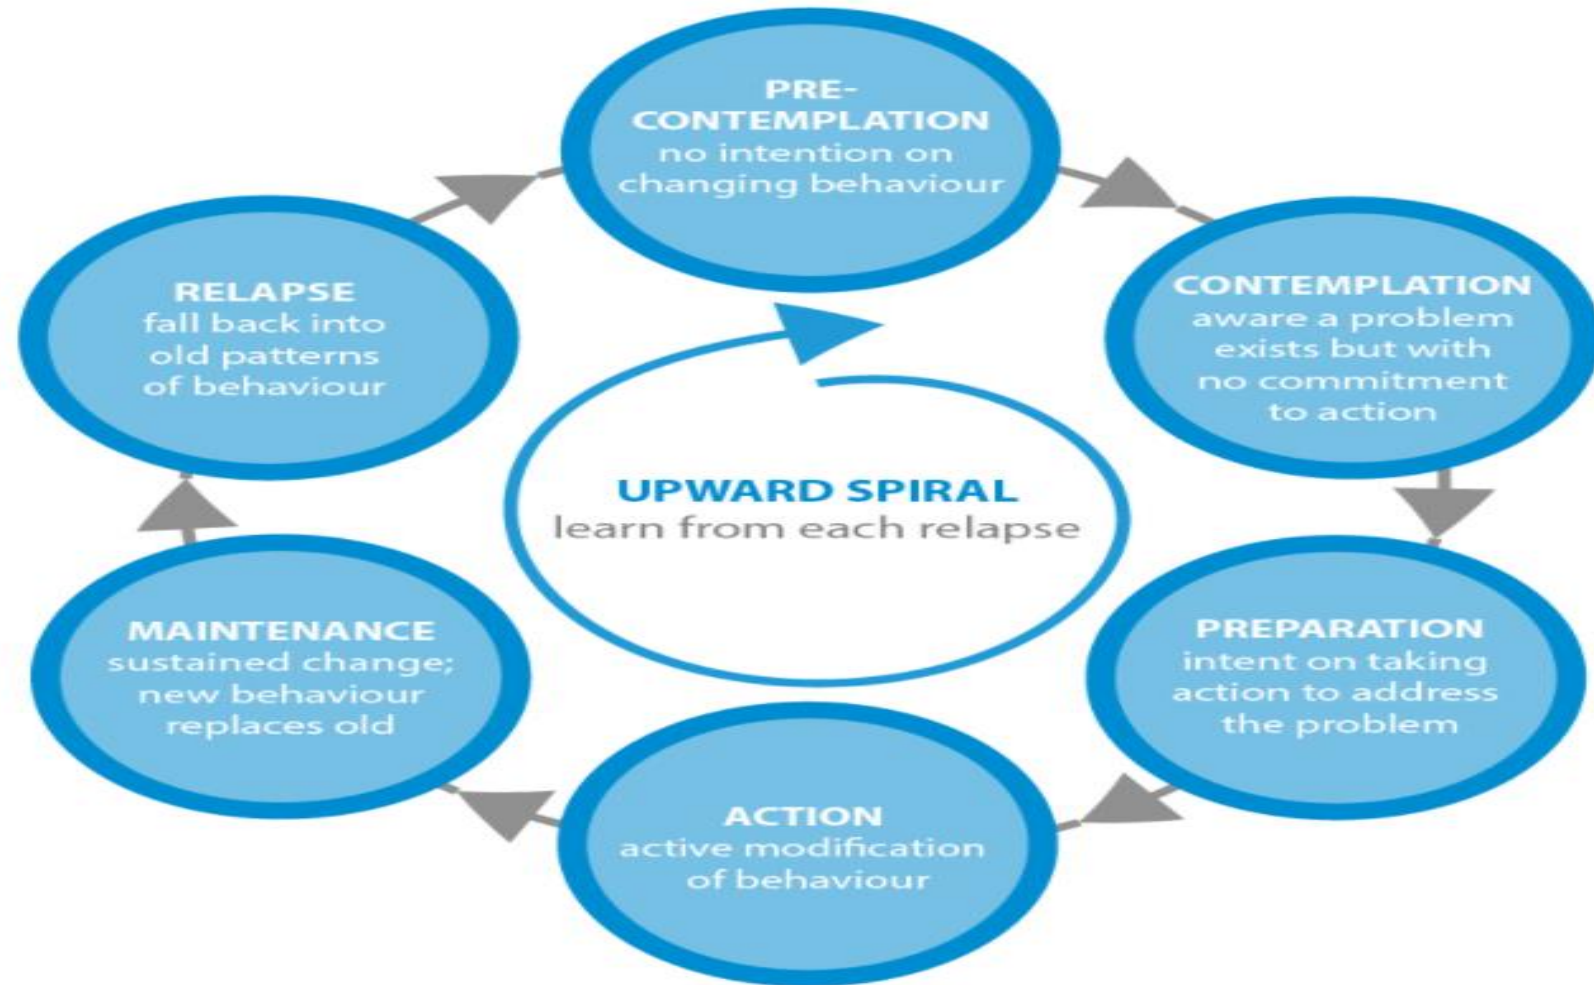 PRE-
CONTEMPLATION
no intention on
changing behaviour
CONTEMPLATION
aware a problem
exists but with
no commitment
to action
PREPARATION
intent on taking
action to address
the problem
ACTION
active modification
of behaviour
MAINTENANCE
sustained change;
new behaviour
replaces old
RELAPSE
fall back into
old patterns
of behaviour
UPWARD SPIRAL
learn from each relapse